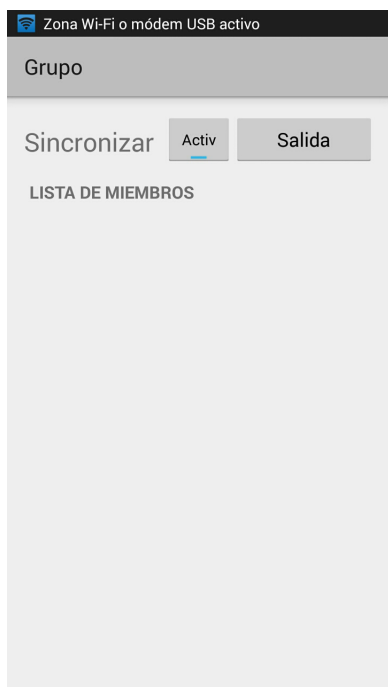 Zona Wi-Fi o módem USB activo
Grupo
Sincronizar Activ Salida
LISTA DE MIEMBROS